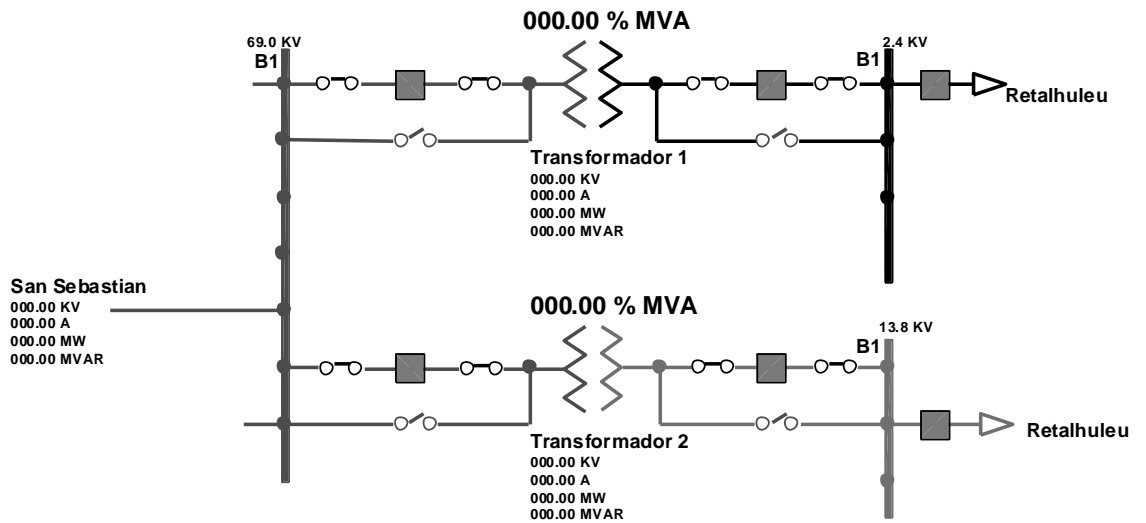 000.00 % MVA
69.0 KV
B1
2.4 KV
B1
Retalhuleu
Transformador 1
000.00 KV
000.00 A
000.00 MW
000.00 MVAR
San Sebastian
000.00 KV
000.00 A
000.00 MW
000.00 MVAR
000.00 % MVA
13.8 KV
B1
Retalhuleu
Transformador 2
000.00 KV
000.00 A
000.00 MW
000.00 MVAR